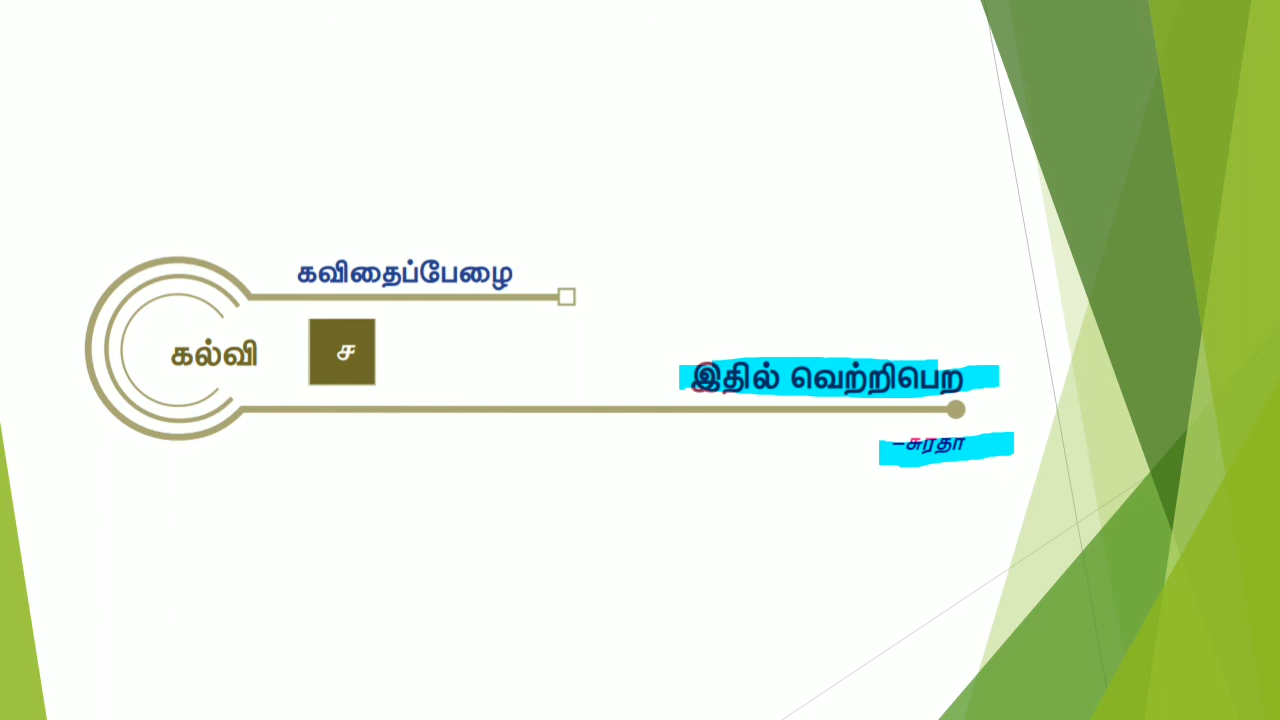 கவிதைப்பேழை
கல்வி
ச
இதில் வெற்றிபெற
–சுரதா